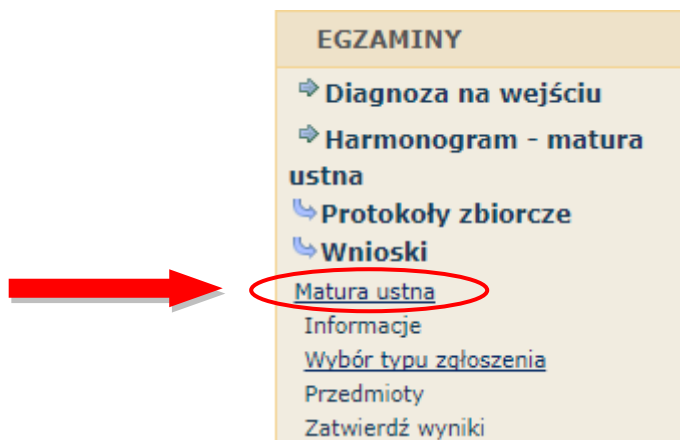 EGZAMINY
Diagnoza na wejściu
Harmonogram - matura
ustna
Protokoły zbiorcze
Wnioski
Matura ustna
Informacje
Wybór typu zgłoszenia
Przedmioty
Zatwierdź wyniki